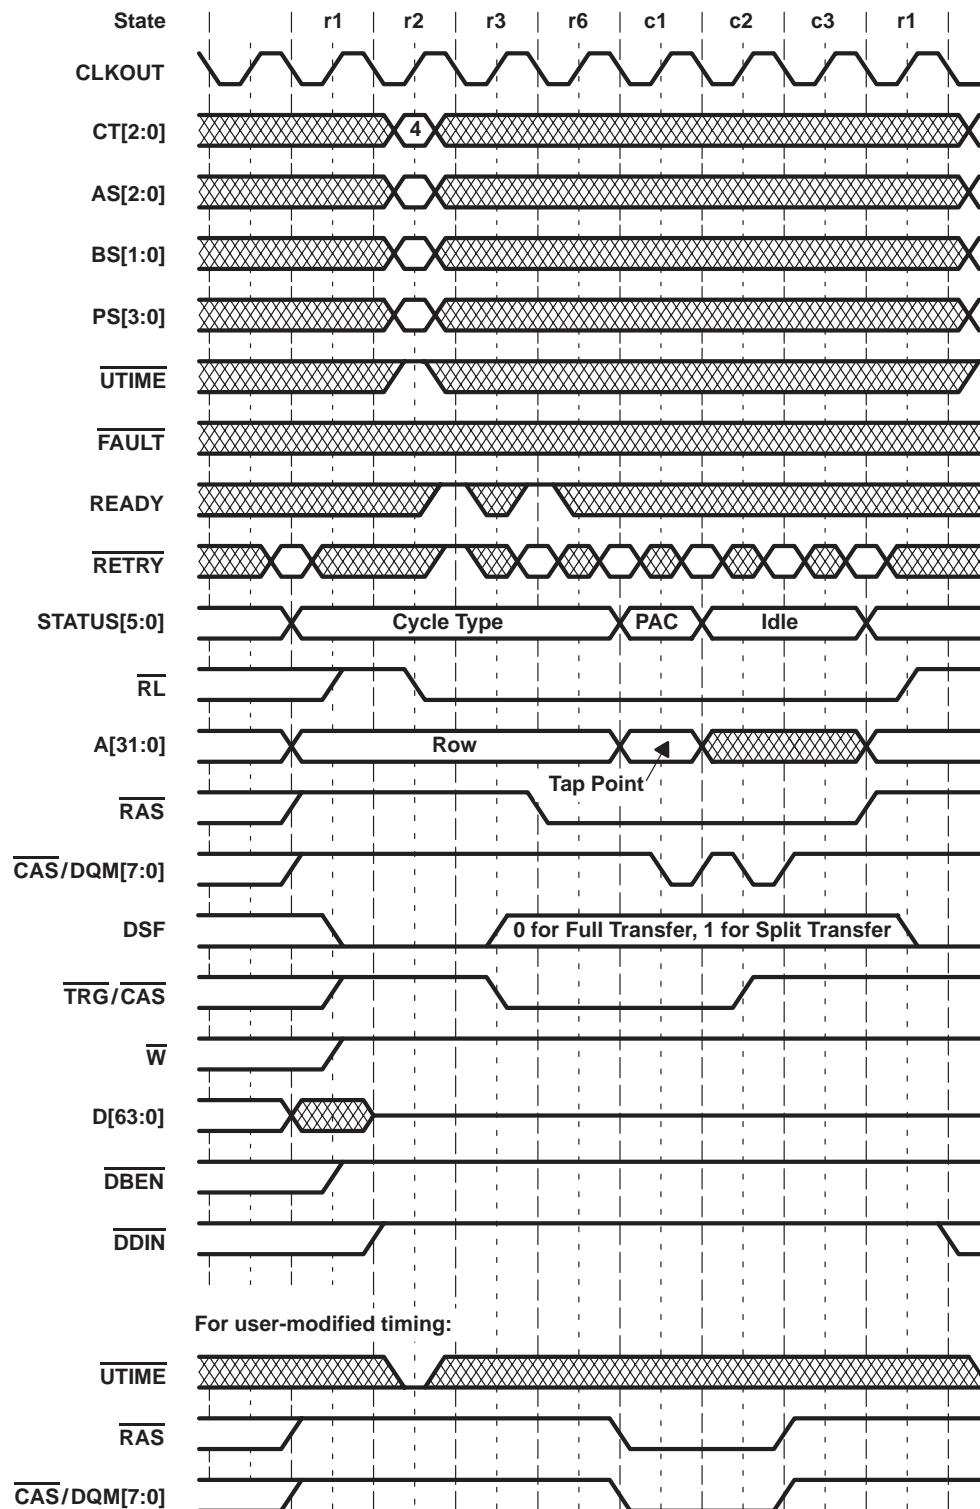 State r1 r2 r3 r6 c1 c2 c3 r1
CLKOUT
CT[2:0] 4
AS[2:0]
BS[1:0]
PS[3:0]
UTIME
FAULT
READY
RETRY
STATUS[5:0] Cycle Type PAC Idle
RL
A[31:0] Row
Tap Point
RAS
CAS/DQM[7:0]
DSF 0 for Full Transfer, 1 for Split Transfer
TRG/CAS
W
D[63:0]
DBEN
DDIN
For user-modified timing:
UTIME
RAS
CAS/DQM[7:0]